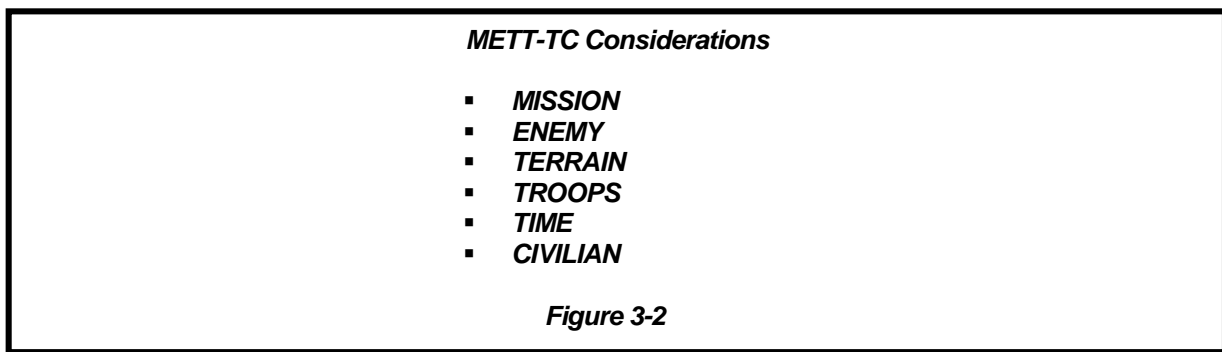 METT-TC Considerations
▪ MISSION
▪ ENEMY
▪ TERRAIN
▪ TROOPS
▪ TIME
▪ CIVILIAN
Figure 3-2